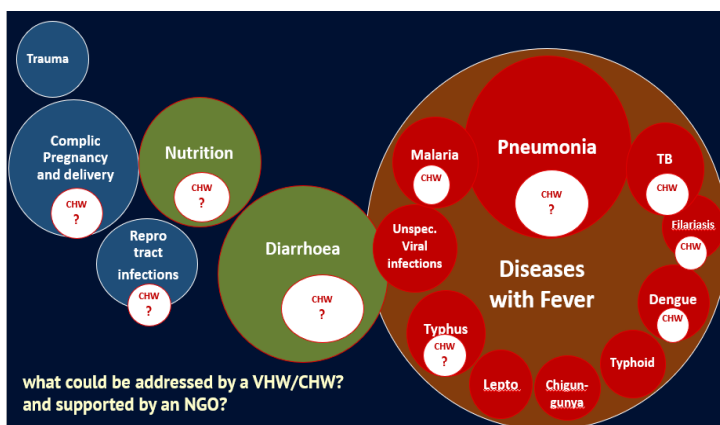 Trauma
Complic
Pregnancy
and delivery
CHW
?
Nutrition
CHW
?
Repro
tract
infections
CHW
?
Diarrhoea
CHW
?
Malaria
CHW
Pneumonia
CHW
?
TB
CHW
Filariasis
CHW
Unspec.
Viral
infections
Diseases
with Fever
Dengue
CHW
Typhus
CHW
?
Typhoid
Lepto
Chigun-
gunya
what could be addressed by a VHW/CHW?
and supported by an NGO?